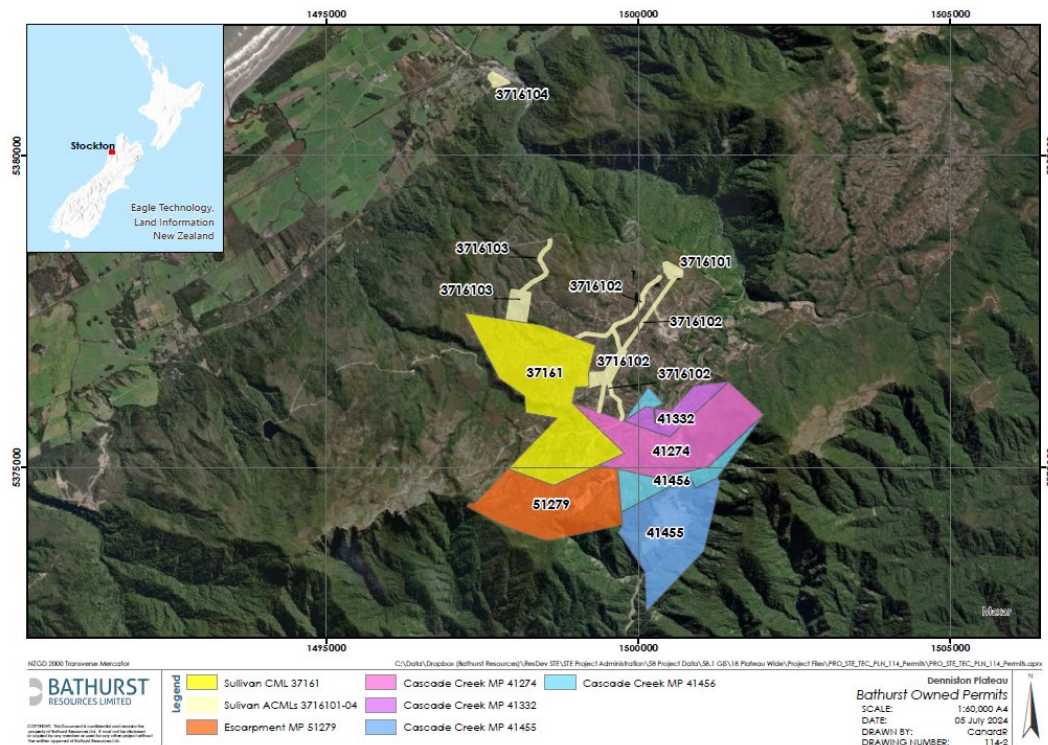 1495000
1500000
1505000
5380000
Stockton
Eagle Technology,
Land Information
New Zealand
3716104
3716103
3716101
3716103
3716102
3716102
3716102
37161
3716102
41332
41274
5375000
41456
51279
41455
Maxar
1495000
1500000
1505000
NZGD 2000 Transverse Mercator
C:\Data\Dropbox (Bathurst Resources)\ResDev STE\STE Project Administration\S8 Project Data\S8.1 GIS\18 Plateau Wide\Project Files\PRO_STE_TEC_PLN_114_Permits\PRO_STE_TEC_PLN_114_Permits.aprx
BATHURST
RESOURCES LIMITED
Legend
Sullivan CML 37161
Sullivan ACMLs 3716101-04
Escarpment MP 51279
Cascade Creek MP 41274
Cascade Creek MP 41332
Cascade Creek MP 41455
Cascade Creek MP 41456
Denniston Plateau
Bathurst Owned Permits
SCALE: 1:60,000 A4
DATE: 05 July 2024
DRAWN BY: CanardR
DRAWING NUMBER: 114-2
N